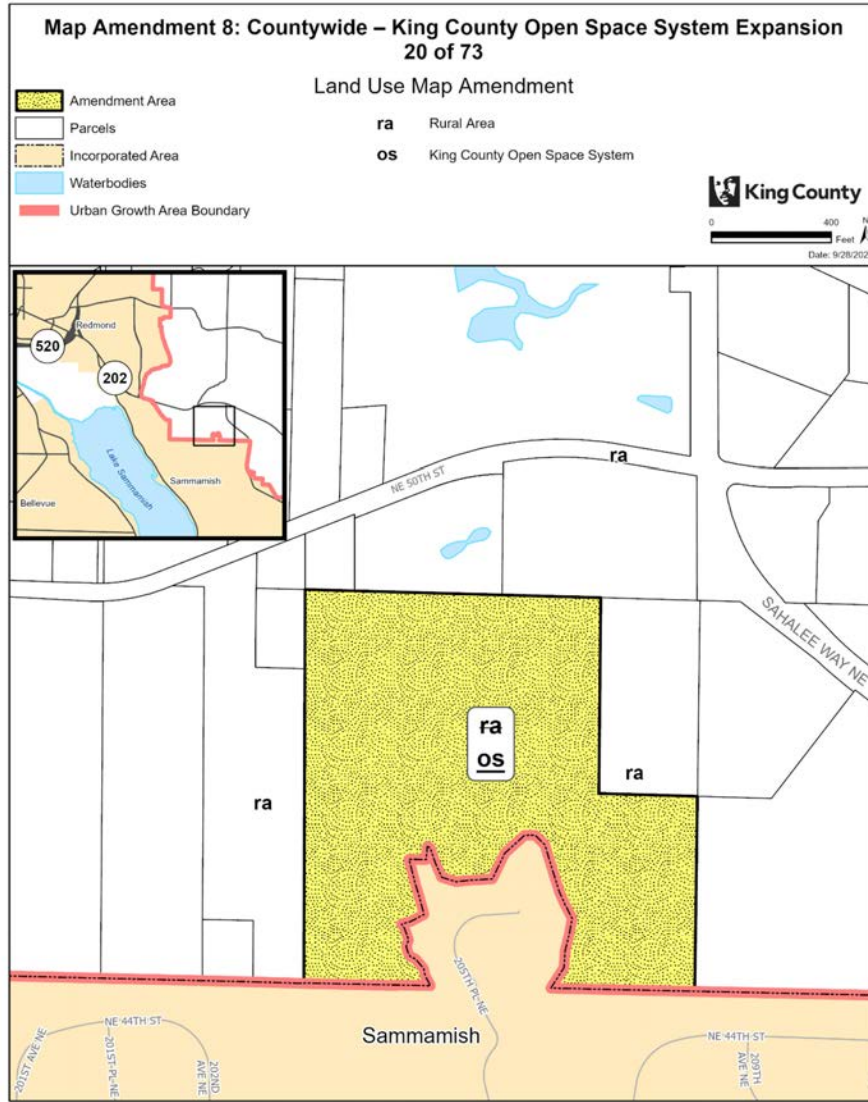 Map Amendment 8: Countywide – King County Open Space System Expansion
20 of 73
Land Use Map Amendment
Amendment Area
Parcels
Incorporated Area
Waterbodies
Urban Growth Area Boundary
ra Rural Area
os King County Open Space System
King County
0 400
Feet
N
Date: 9/28/202
Redmond
520
202
Lake Sammamish
Sammamish
Bellevue
NE 50TH ST
ra
SAHALEE WAY NE
ra
os
ra
ra
205TH PL NE
Sammamish
NE 44TH ST
201ST AVE NE
201ST PL NE
202ND
AVE NE
NE 44TH ST
209TH
AVE NE